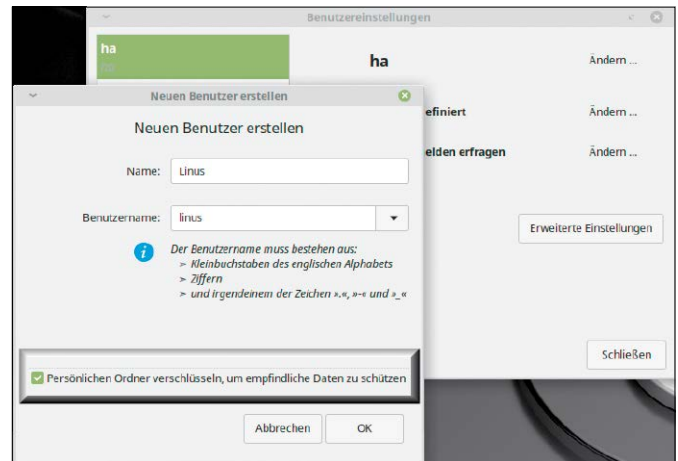 Benutzereinstellungen
ha
ha
Ändern ...
efiniert
Ändern ...
elden erfragen
Ändern ...
Erweiterte Einstellungen
Schließen
Neuen Benutzer erstellen
Neuen Benutzer erstellen
Name: Linus
Benutzername: linus
Der Benutzername muss bestehen aus:
➢ Kleinbuchstaben des englischen Alphabets
➢ Ziffern
➢ und irgendeinem der Zeichen ».«, »-« und »_«
Persönlichen Ordner verschlüsseln, um empfindliche Daten zu schützen
Abbrechen
OK